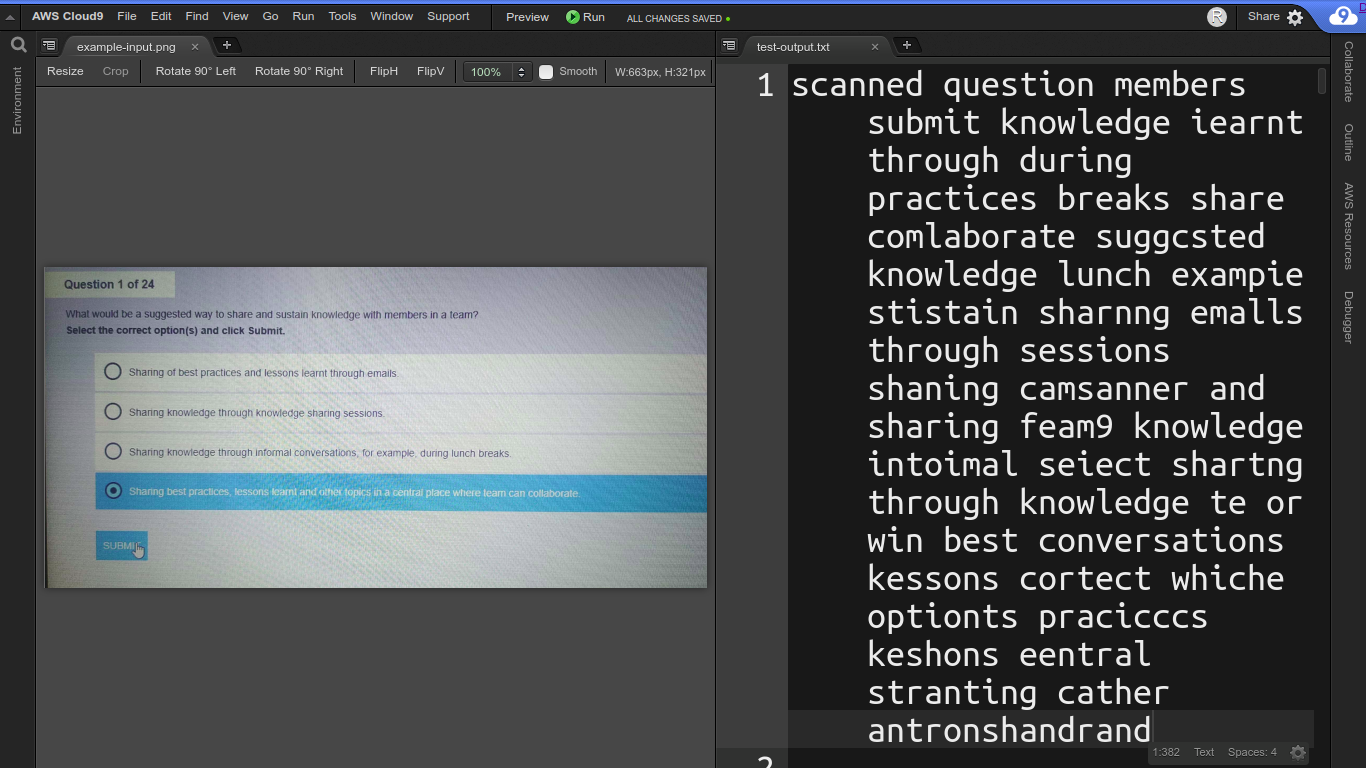 AWS Cloud9 File Edit Find View Go Run Tools Window Support Preview Run ALL CHANGES SAVED R Share 9
example-input.png
Resize Crop Rotate 90° Left Rotate 90° Right FlipH FlipV 100% Smooth W:663px, H:321px
Environment
Question 1 of 24
What would be a suggested way to share and sustain knowledge with members in a team?
Select the correct option(s) and click Submit.
Sharing of best practices and lessons learnt through emails.
Sharing knowledge through knowledge sharing sessions.
Sharing knowledge through informal conversations, for example, during lunch breaks.
Sharing best practices, lessons learnt and other topics in a central place where team can collaborate.
SUBMIT
test-output.txt
1 scanned question members
submit knowledge iearnt
through during
practices breaks share
comlaborate suggcsted
knowledge lunch exampie
stistain sharnng emalls
through sessions
shaning camsanner and
sharing feam9 knowledge
intoimal seiect shartng
through knowledge te or
win best conversations
kessons cortect whiche
optionts pracicccs
keshons eentral
stranting cather
antronshandrand
2
1:382 Text Spaces: 4
Collaborate
Outline
AWS Resources
Debugger